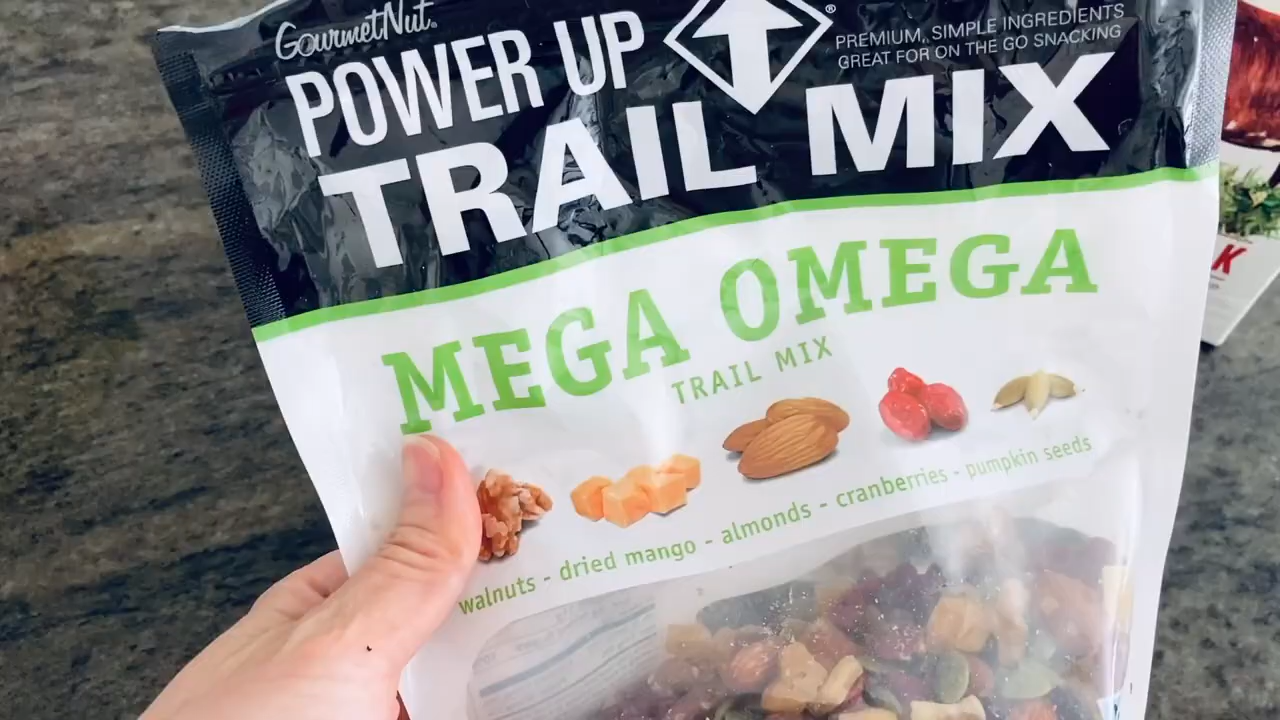 GourmetNut®
POWER UP
®
PREMIUM, SIMPLE INGREDIENTS
GREAT FOR ON THE GO SNACKING
TRAIL MIX
MEGA OMEGA
TRAIL MIX
walnuts - dried mango - almonds - cranberries - pumpkin seeds
K